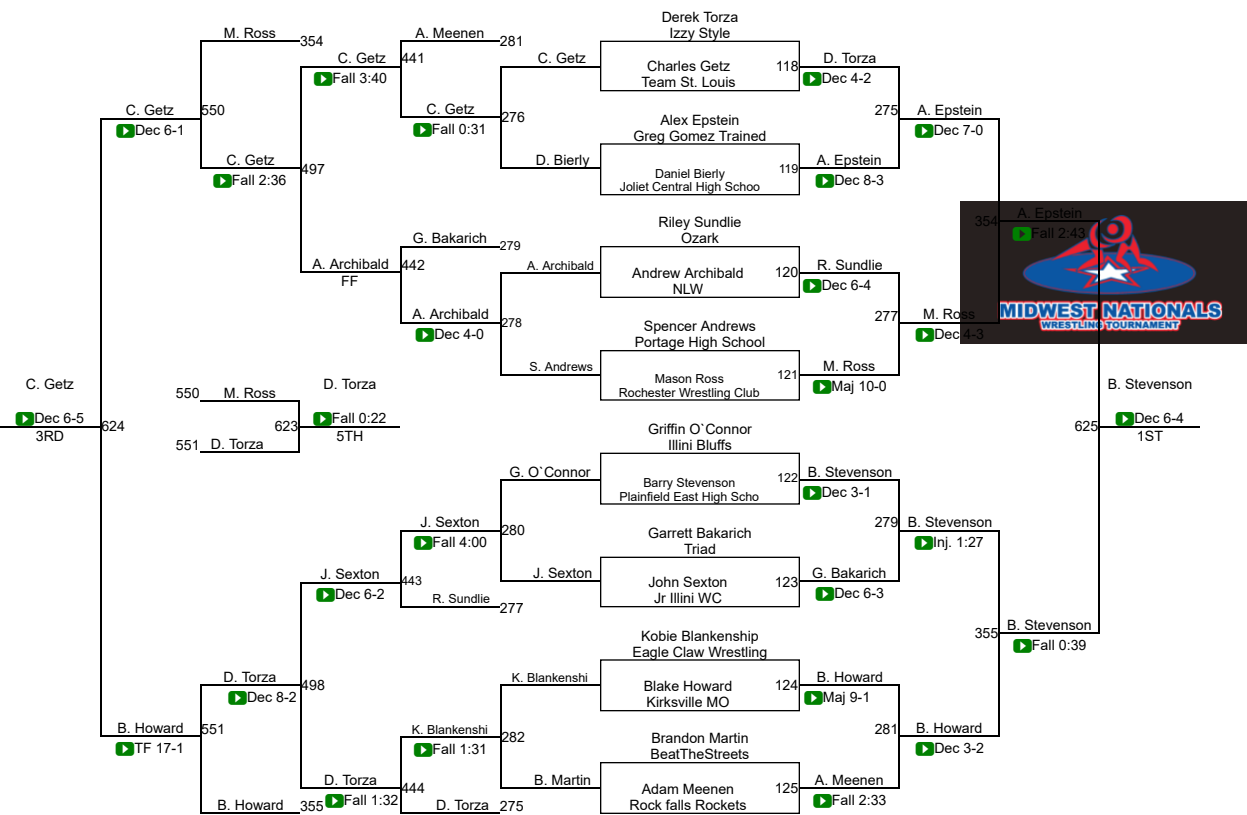 Derek Torza
Izzy Style
M. Ross 354
A. Meenen 281
C. Getz 441
Fall 3:40
C. Getz
Charles Getz 118
Team St. Louis
D. Torza
Dec 4-2
C. Getz 550
Dec 6-1
C. Getz 276
Fall 0:31
275
A. Epstein
Dec 7-0
Alex Epstein
Greg Gomez Trained
C. Getz 497
Fall 2:36
D. Bierly
Daniel Bierly 119
Joliet Central High Schoo
A. Epstein
Dec 8-3
354
A. Epstein
Fall 2:43
Riley Sundlie
Ozark
G. Bakarich 279
A. Archibald 442
FF
A. Archibald
Andrew Archibald 120
NLW
R. Sundlie
Dec 6-4
MIDWEST NATIONALS
WRESTLING TOURNAMENT
A. Archibald 278
Dec 4-0
277
M. Ross
Dec 4-3
Spencer Andrews
Portage High School
S. Andrews
Mason Ross 121
Rochester Wrestling Club
M. Ross
Maj 10-0
C. Getz
Dec 6-5 624
3RD
550 M. Ross
623
551 D. Torza
D. Torza
Fall 0:22
5TH
B. Stevenson
625
Dec 6-4
1ST
Griffin O`Connor
Illini Bluffs
G. O`Connor
Barry Stevenson 122
Plainfield East High Scho
B. Stevenson
Dec 3-1
J. Sexton 280
Fall 4:00
279
B. Stevenson
Inj. 1:27
Garrett Bakarich
Triad
J. Sexton 443
Dec 6-2
J. Sexton
John Sexton 123
Jr Illini WC
G. Bakarich
Dec 6-3
R. Sundlie 277
355
B. Stevenson
Fall 0:39
Kobie Blankenship
Eagle Claw Wrestling
D. Torza 498
Dec 8-2
K. Blankenshi
Blake Howard 124
Kirksville MO
B. Howard
Maj 9-1
B. Howard 551
TF 17-1
K. Blankenshi 282
Fall 1:31
281
B. Howard
Dec 3-2
Brandon Martin
BeatTheStreets
D. Torza 444
Fall 1:32
B. Martin
Adam Meenen 125
Rock falls Rockets
A. Meenen
Fall 2:33
B. Howard 355
D. Torza 275